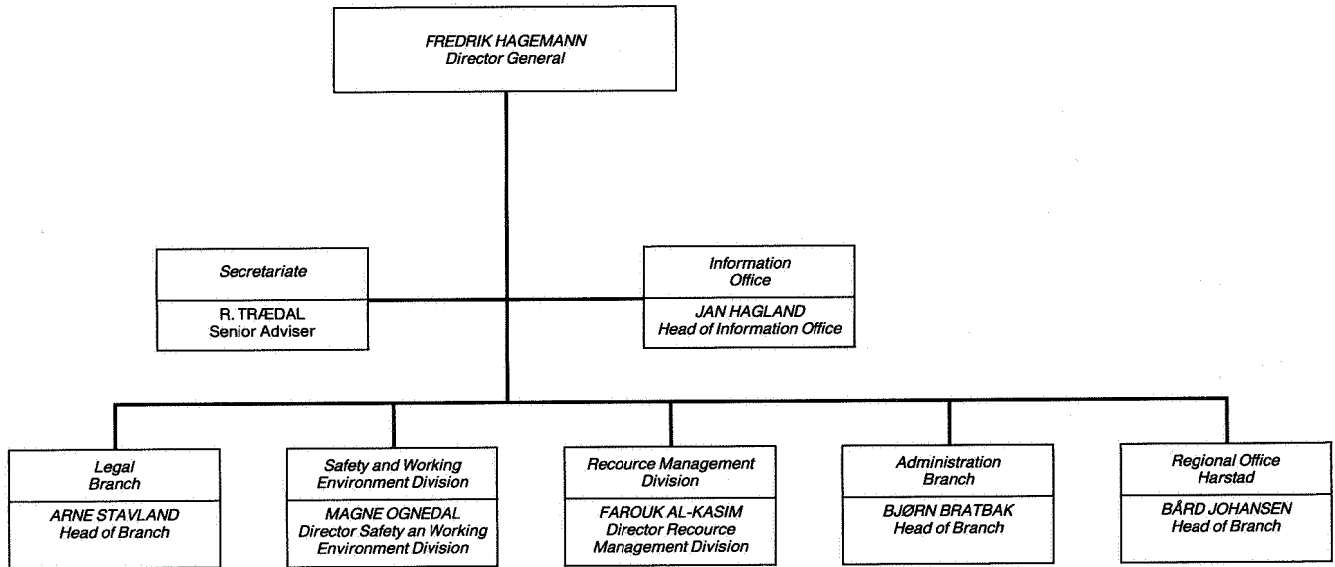 FREDRIK HAGEMANN
Director General
Secretariate
R. TRÆDAL
Senior Adviser
Information
Office
JAN HAGLAND
Head of Information Office
Legal
Branch
ARNE STAVLAND
Head of Branch
Safety and Working
Environment Division
MAGNE OGNEDAL
Director Safety an Working
Environment Division
Recource Management
Division
FAROUK AL-KASIM
Director Recource
Management Division
Administration
Branch
BJØRN BRATBAK
Head of Branch
Regional Office
Harstad
BÅRD JOHANSEN
Head of Branch